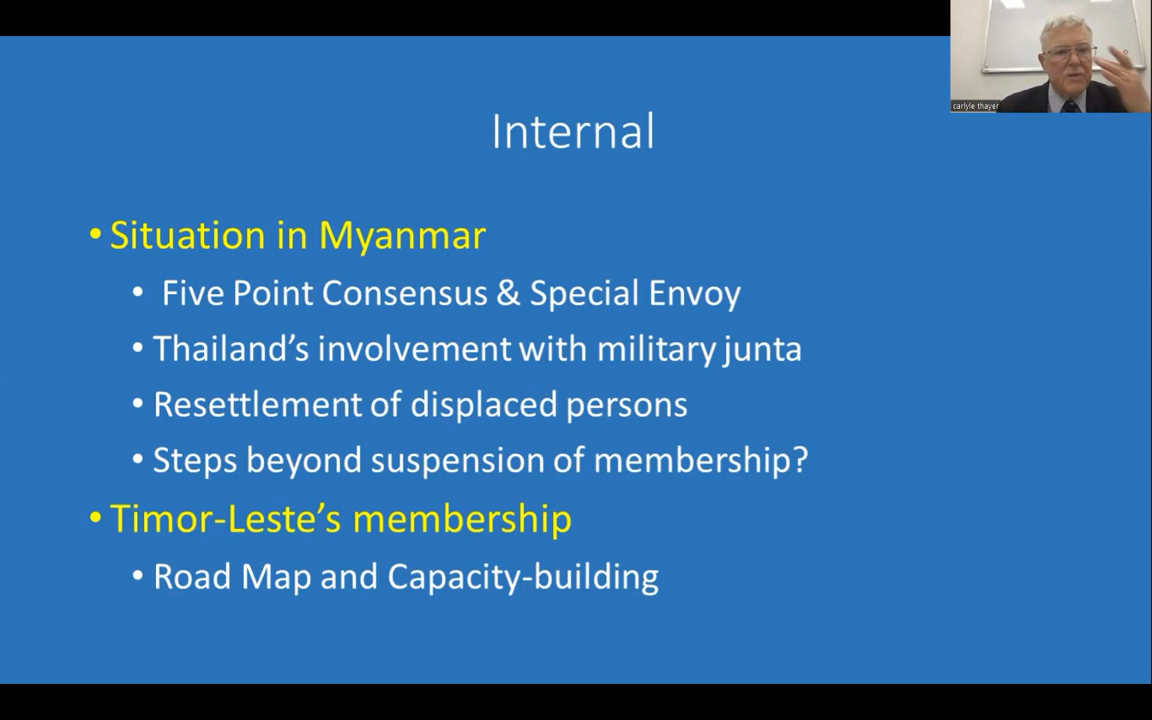 carlyle thayer
Internal
• Situation in Myanmar
• Five Point Consensus & Special Envoy
• Thailand’s involvement with military junta
• Resettlement of displaced persons
• Steps beyond suspension of membership?
• Timor-Leste’s membership
• Road Map and Capacity-building